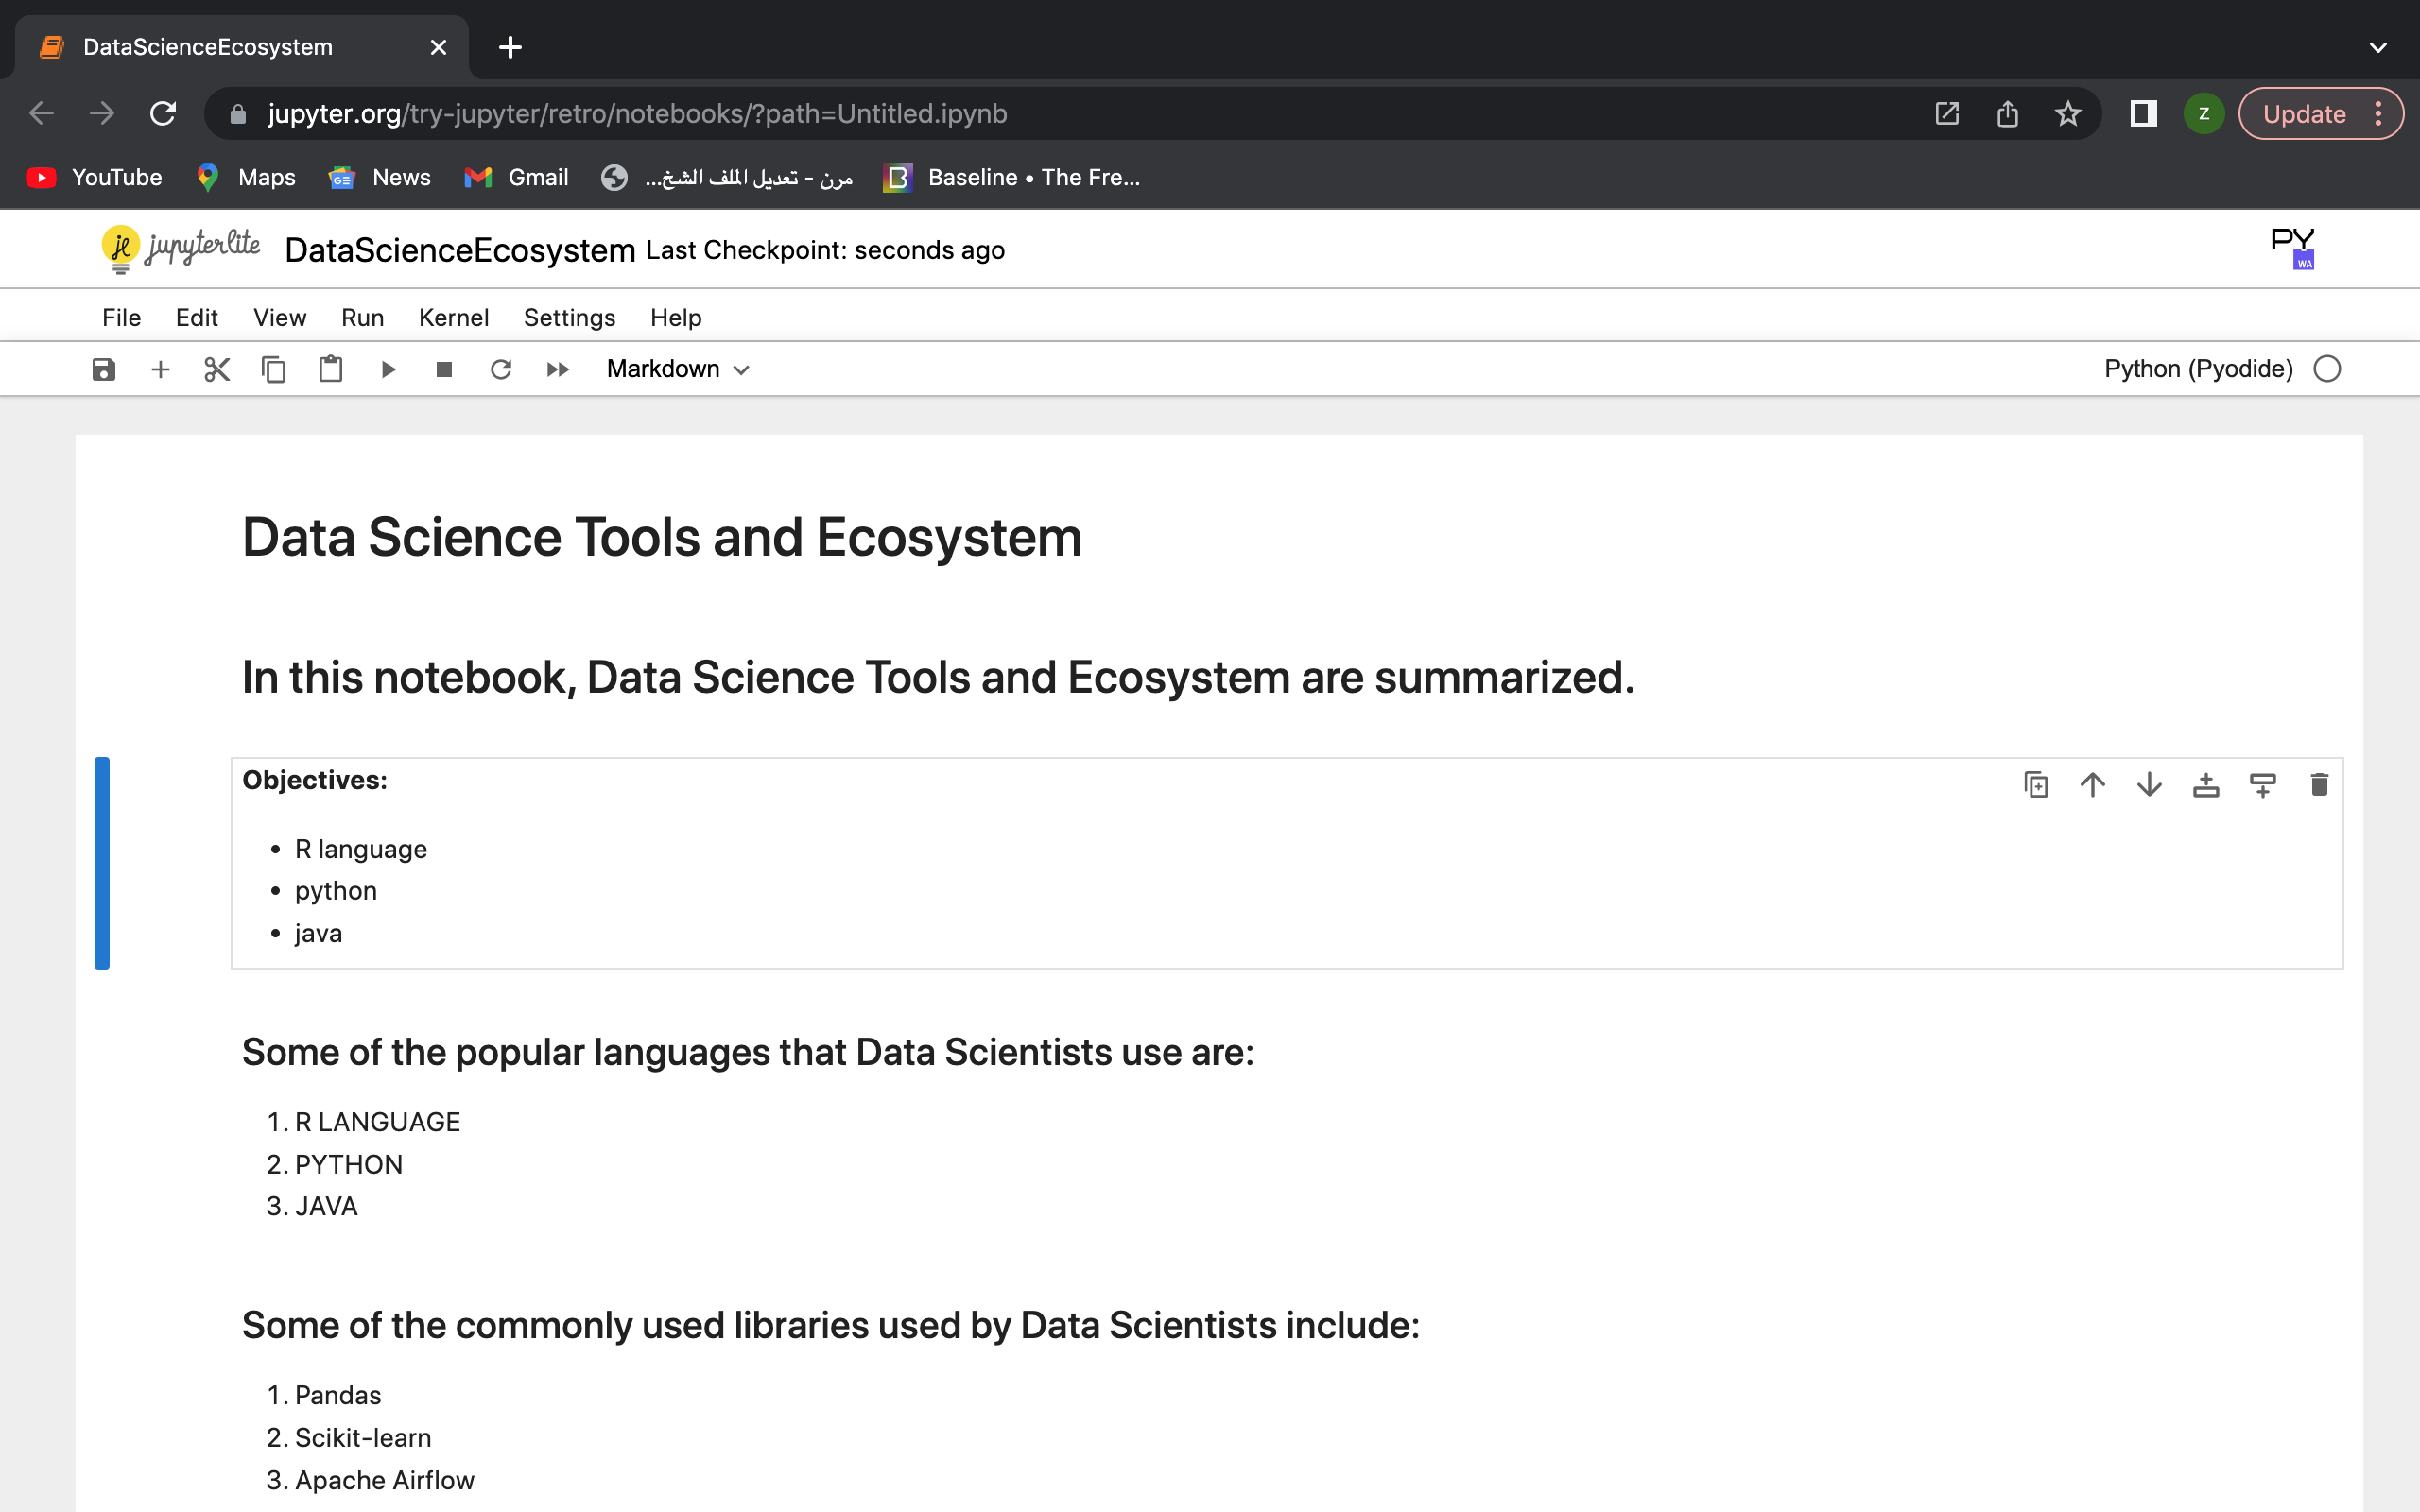 DataScienceEcosystem
jupyter.org/try-jupyter/retro/notebooks/?path=Untitled.ipynb
Z
Update
YouTube
Maps
News
Gmail
مرن - تعديل الملف الشخ...
Baseline • The Fre...
jupyterlite
DataScienceEcosystem Last Checkpoint: seconds ago
PY
WA
File Edit View Run Kernel Settings Help
Markdown
Python (Pyodide)
Data Science Tools and Ecosystem
In this notebook, Data Science Tools and Ecosystem are summarized.
Objectives:
• R language
• python
• java
Some of the popular languages that Data Scientists use are:
1. R LANGUAGE
2. PYTHON
3. JAVA
Some of the commonly used libraries used by Data Scientists include:
1. Pandas
2. Scikit-learn
3. Apache Airflow